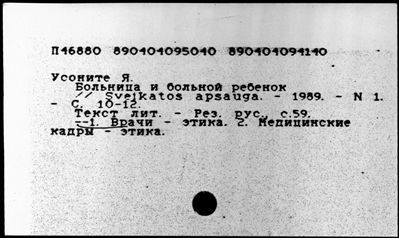 П46880 890404095040 890404094140
Усоните Я.
Больница и больной ребенок
// Sveikatos apsauga. - 1989. - N 1.
- С. 10-12.
Текст лит. - Рез. рус., с.59.
--1. Врачи - этика. 2. Медицинские
кадры - этика.